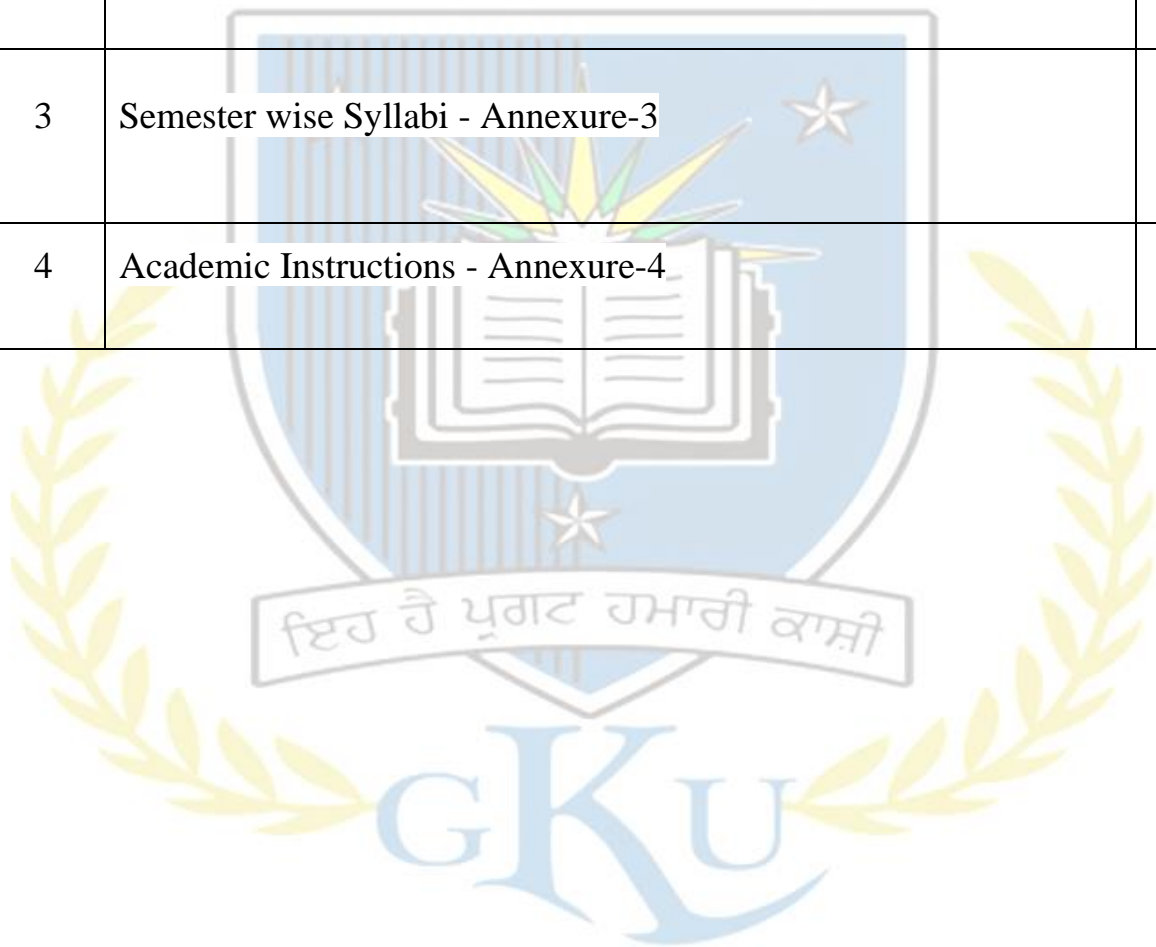 3 Semester wise Syllabi - Annexure-3
4 Academic Instructions - Annexure-4
ਇਹ ਹੈ ਪ੍ਰਗਟ ਹਮਾਰੀ ਕਾਸ਼ੀ
GKU